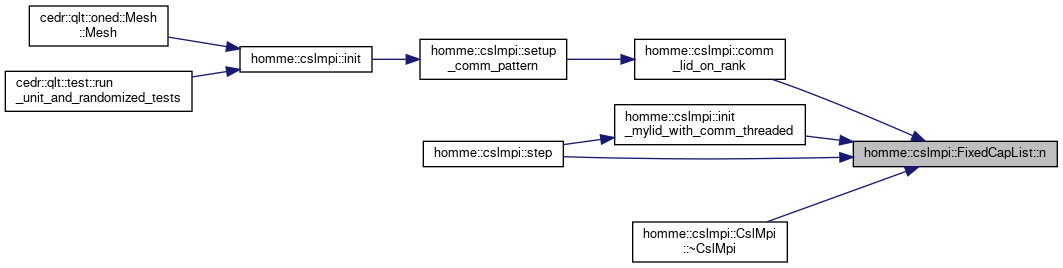 cedr::qlt::oned::Mesh
::Mesh
cedr::qlt::test::run
_unit_and_randomized_tests
homme::cslmpi::init
homme::cslmpi::setup
_comm_pattern
homme::cslmpi::comm
_lid_on_rank
homme::cslmpi::init
_mylid_with_comm_threaded
homme::cslmpi::step
homme::cslmpi::FixedCapList::n
homme::cslmpi::CslMpi
::~CslMpi